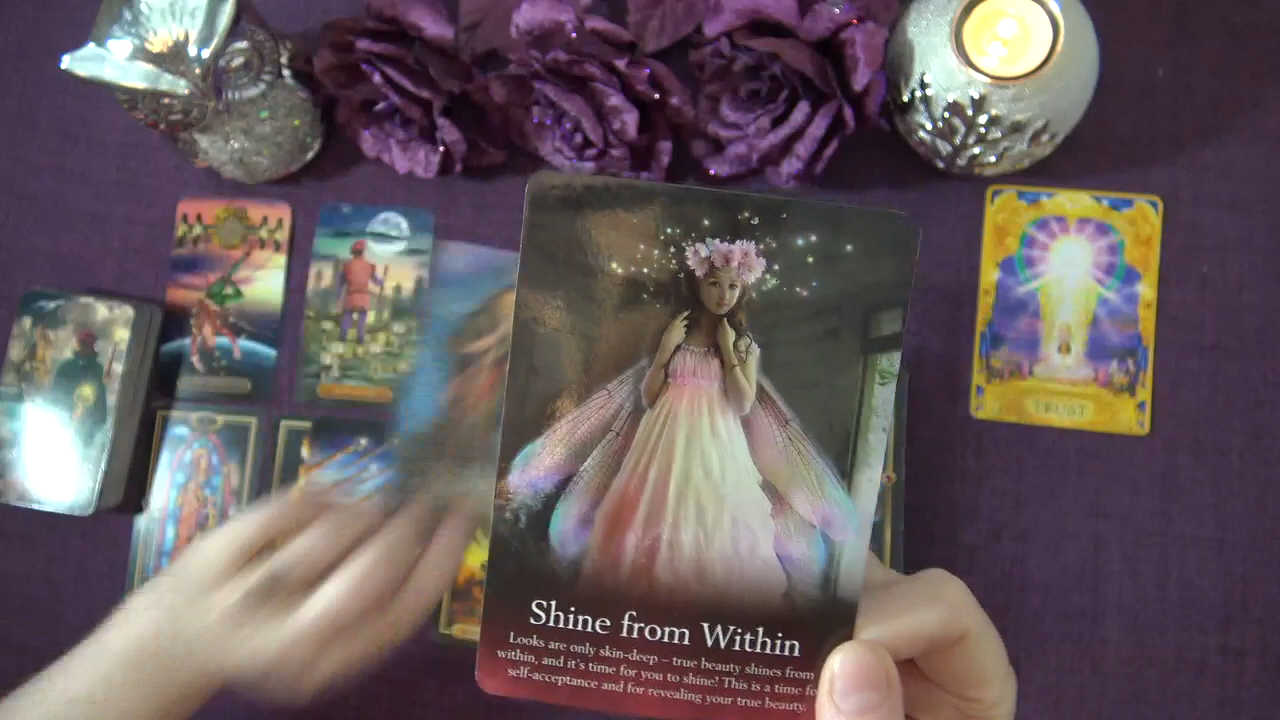 TRUST
Shine from Within
Looks are only skin-deep – true beauty shines from
within, and it's time for you to shine! This is a time
self-acceptance and for revealing your true beauty.